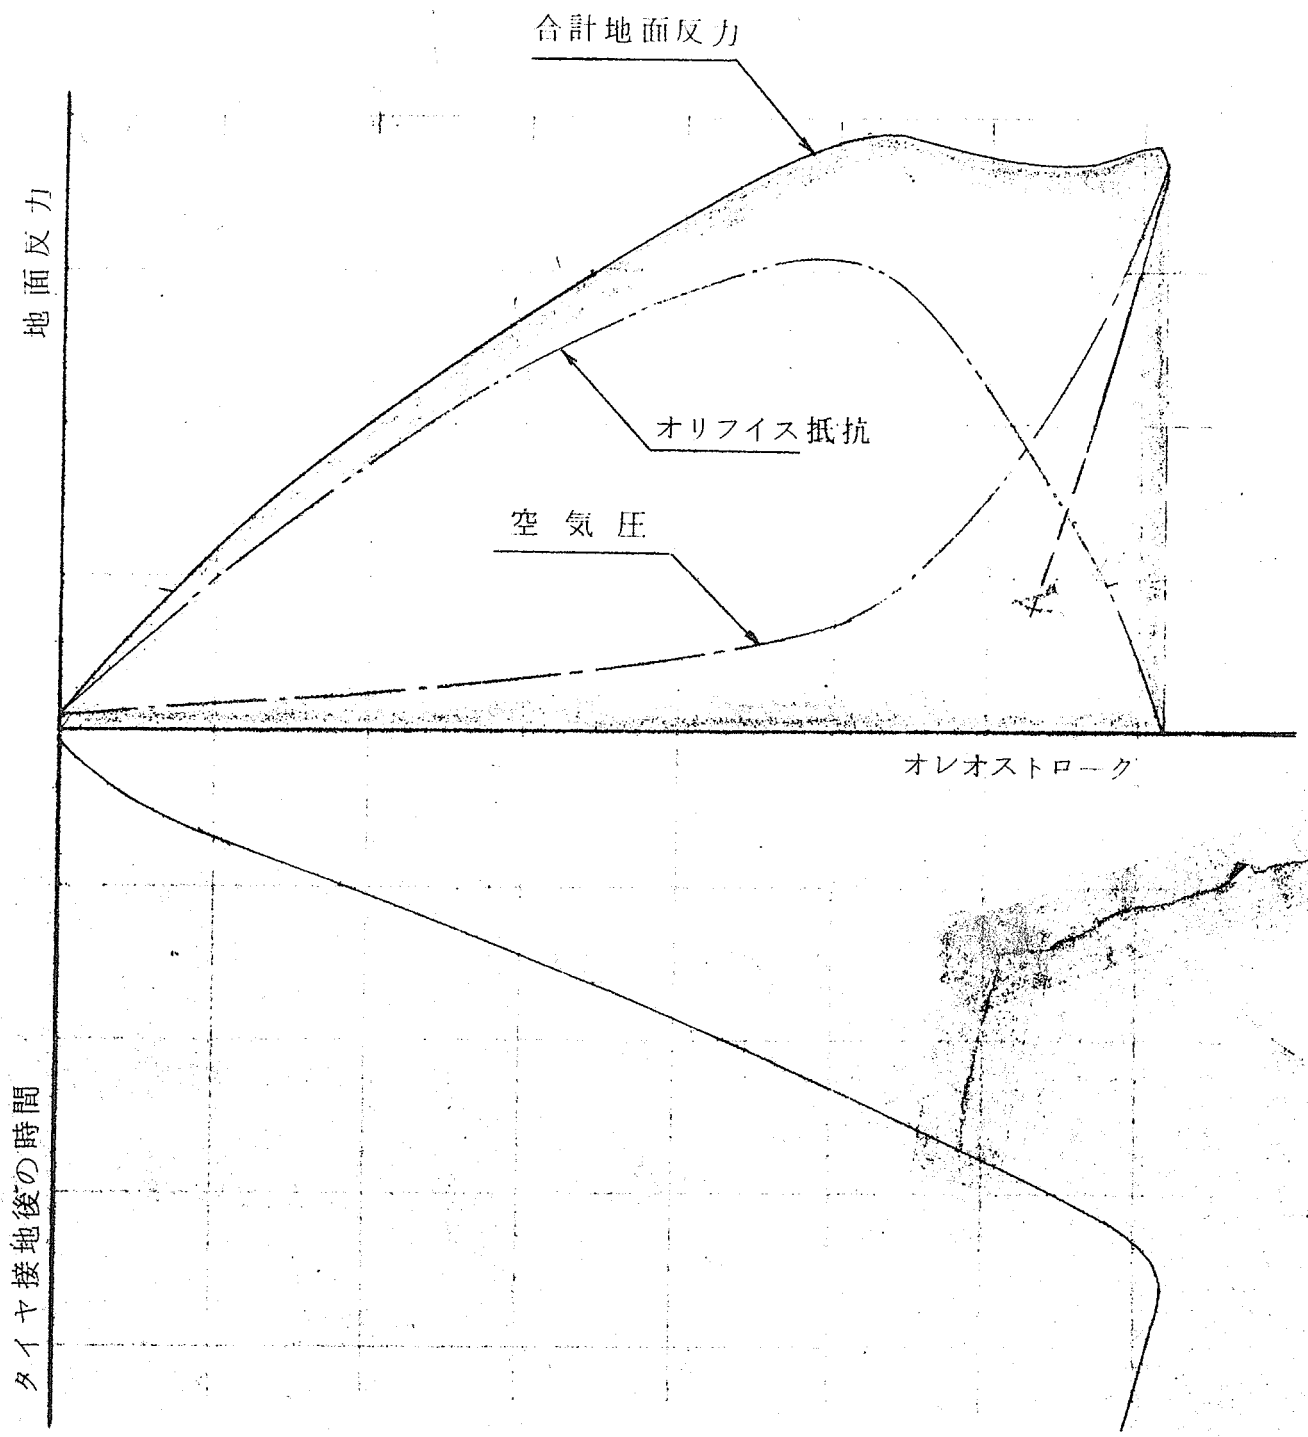 合計地面反力
地面反力
オリフイス抵抗
空気圧
オレオストローク
タイヤ接地後の時間